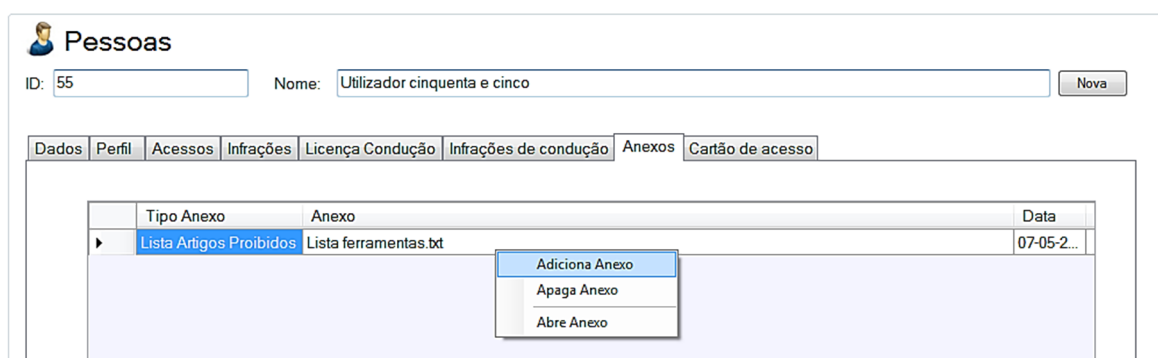 Pessoas
ID: 55 Nome: Utilizador cinquenta e cinco Nova
Dados Perfil Acessos Infrações Licença Condução Infrações de condução Anexos Cartão de acesso
Tipo Anexo Anexo Data
Lista Artigos Proibidos Lista ferramentas.txt 07-05-2...
Adiciona Anexo
Apaga Anexo
Abre Anexo